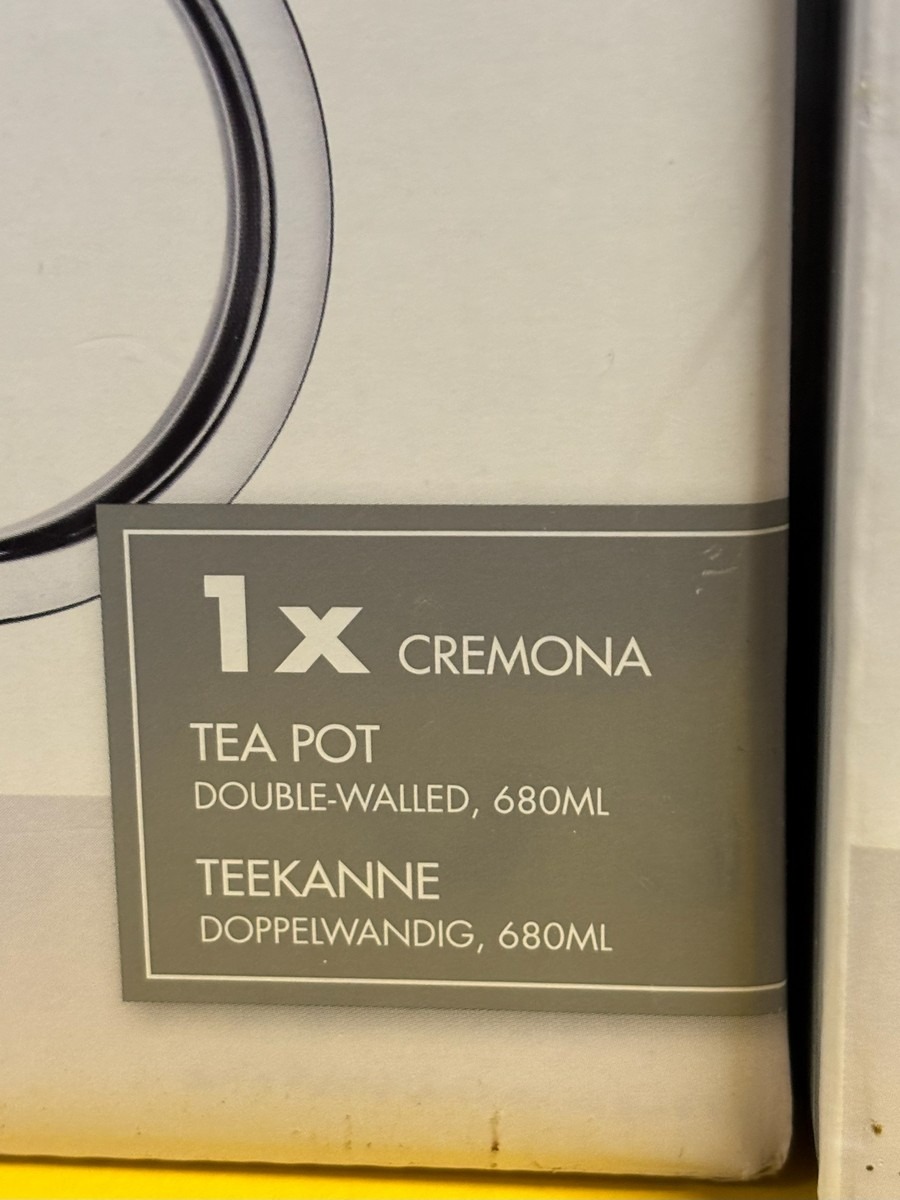 1x CREMONA
TEA POT
DOUBLE-WALLED, 680ML
TEEKANNE
DOPPELWANDIG, 680ML